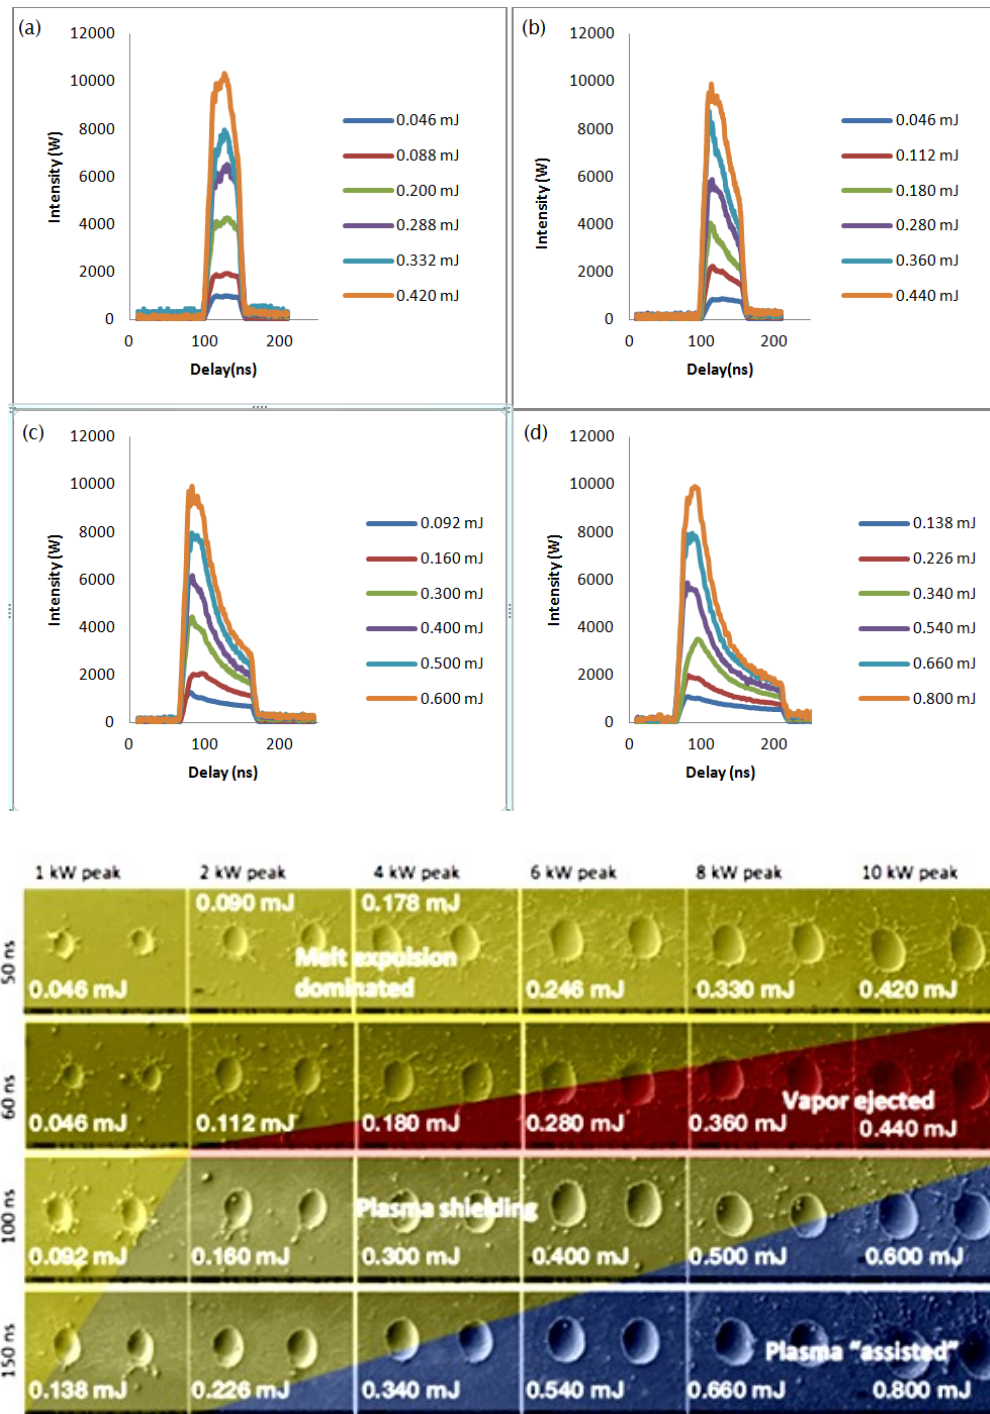 (a)
12000
10000
8000
6000
4000
2000
0
Intensity (W)
0 100 200
Delay(ns)
0.046 mJ
0.088 mJ
0.200 mJ
0.288 mJ
0.332 mJ
0.420 mJ
(b)
12000
10000
8000
6000
4000
2000
0
Intensity (W)
0 100 200
Delay(ns)
0.046 mJ
0.112 mJ
0.180 mJ
0.280 mJ
0.360 mJ
0.440 mJ
(c)
12000
10000
8000
6000
4000
2000
0
Intensity (W)
0 100 200
Delay (ns)
0.092 mJ
0.160 mJ
0.300 mJ
0.400 mJ
0.500 mJ
0.600 mJ
(d)
12000
10000
8000
6000
4000
2000
0
Intensity (W)
0 100 200
Delay (ns)
0.138 mJ
0.226 mJ
0.340 mJ
0.540 mJ
0.660 mJ
0.800 mJ
1 kW peak 2 kW peak 4 kW peak 6 kW peak 8 kW peak 10 kW peak
50 ns
0.090 mJ 0.178 mJ
Melt expulsion
dominated
0.046 mJ 0.246 mJ 0.330 mJ 0.420 mJ
60 ns
Vapor ejected
0.046 mJ 0.112 mJ 0.180 mJ 0.280 mJ 0.360 mJ 0.440 mJ
100 ns
Plasma shielding
0.092 mJ 0.160 mJ 0.300 mJ 0.400 mJ 0.500 mJ 0.600 mJ
150 ns
Plasma “assisted”
0.138 mJ 0.226 mJ 0.340 mJ 0.540 mJ 0.660 mJ 0.800 mJ